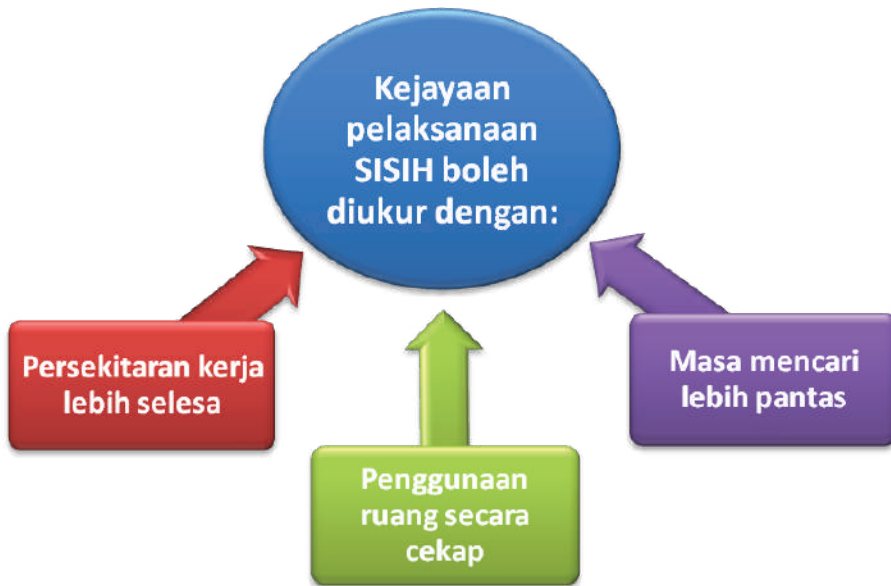 Kejayaan
pelaksanaan
SISIH boleh
diukur dengan:
Persekitaran kerja
lebih selesa
Penggunaan
ruang secara
cekap
Masa mencari
lebih pantas